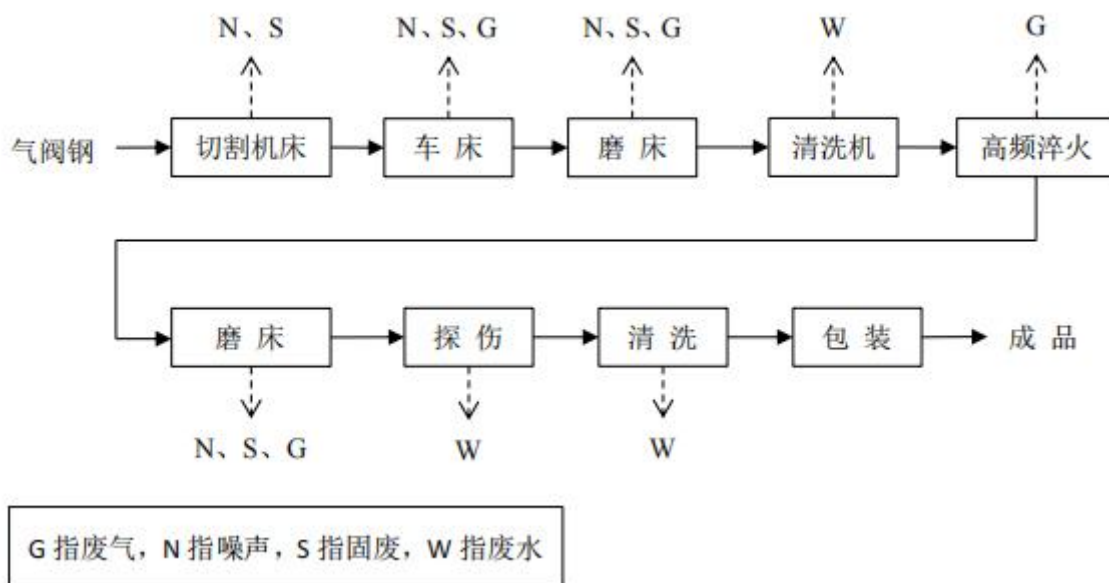 N、S N、S、G N、S、G W G
气阀钢 切割机床 车 床 磨 床 清洗机 高频淬火
磨 床 探 伤 清 洗 包 装 成 品
N、S、G W W
G 指废气，N 指噪声，S 指固废，W 指废水